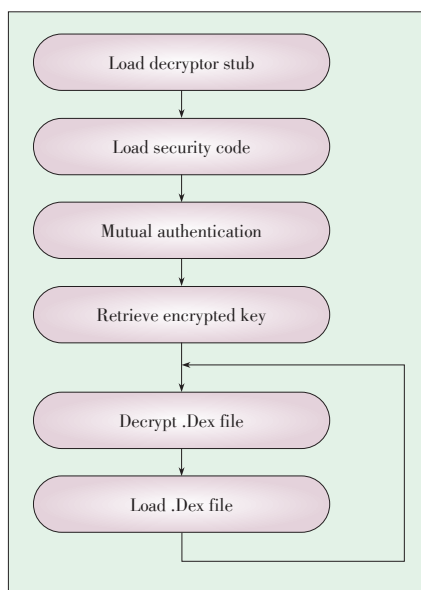 Load decryptor stub
Load security code
Mutual authentication
Retrieve encrypted key
Decrypt .Dex file
Load .Dex file